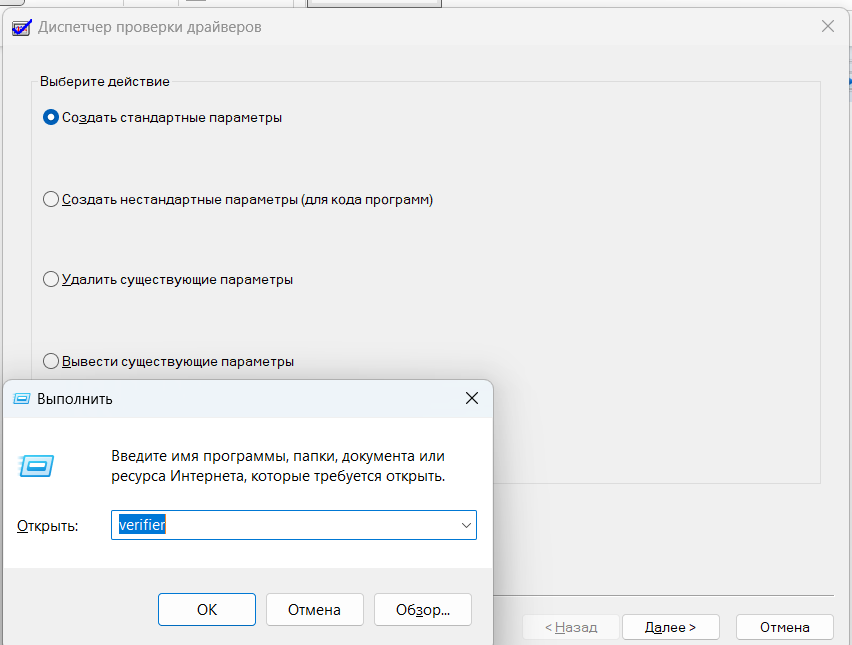 Диспетчер проверки драйверов
Выберите действие
Создать стандартные параметры
Создать нестандартные параметры (для кода программ)
Удалить существующие параметры
Вывести существующие параметры
Выполнить
Введите имя программы, папки, документа или
ресурса Интернета, которые требуется открыть.
Открыть: verifier
ОК Отмена Обзор...
< Назад Далее > Отмена